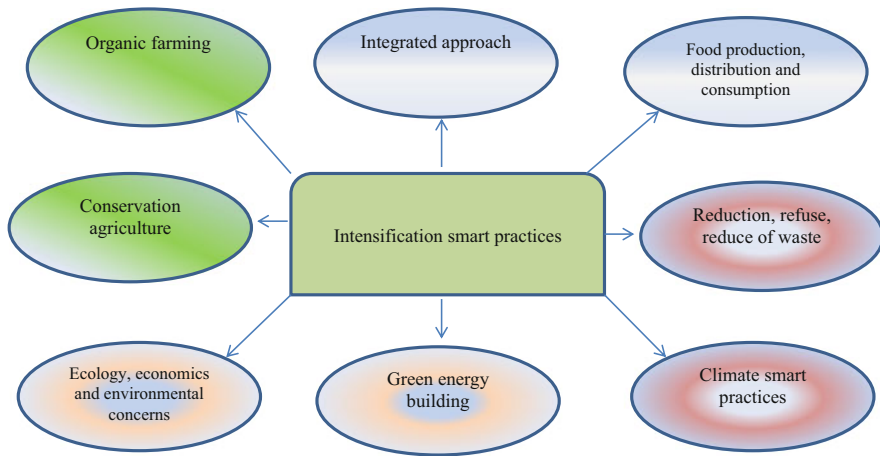 Organic farming
Integrated approach
Food production,
distribution and
consumption
Conservation
agriculture
Intensification smart practices
Reduction, refuse,
reduce of waste
Ecology, economics
and environmental
concerns
Green energy
building
Climate smart
practices